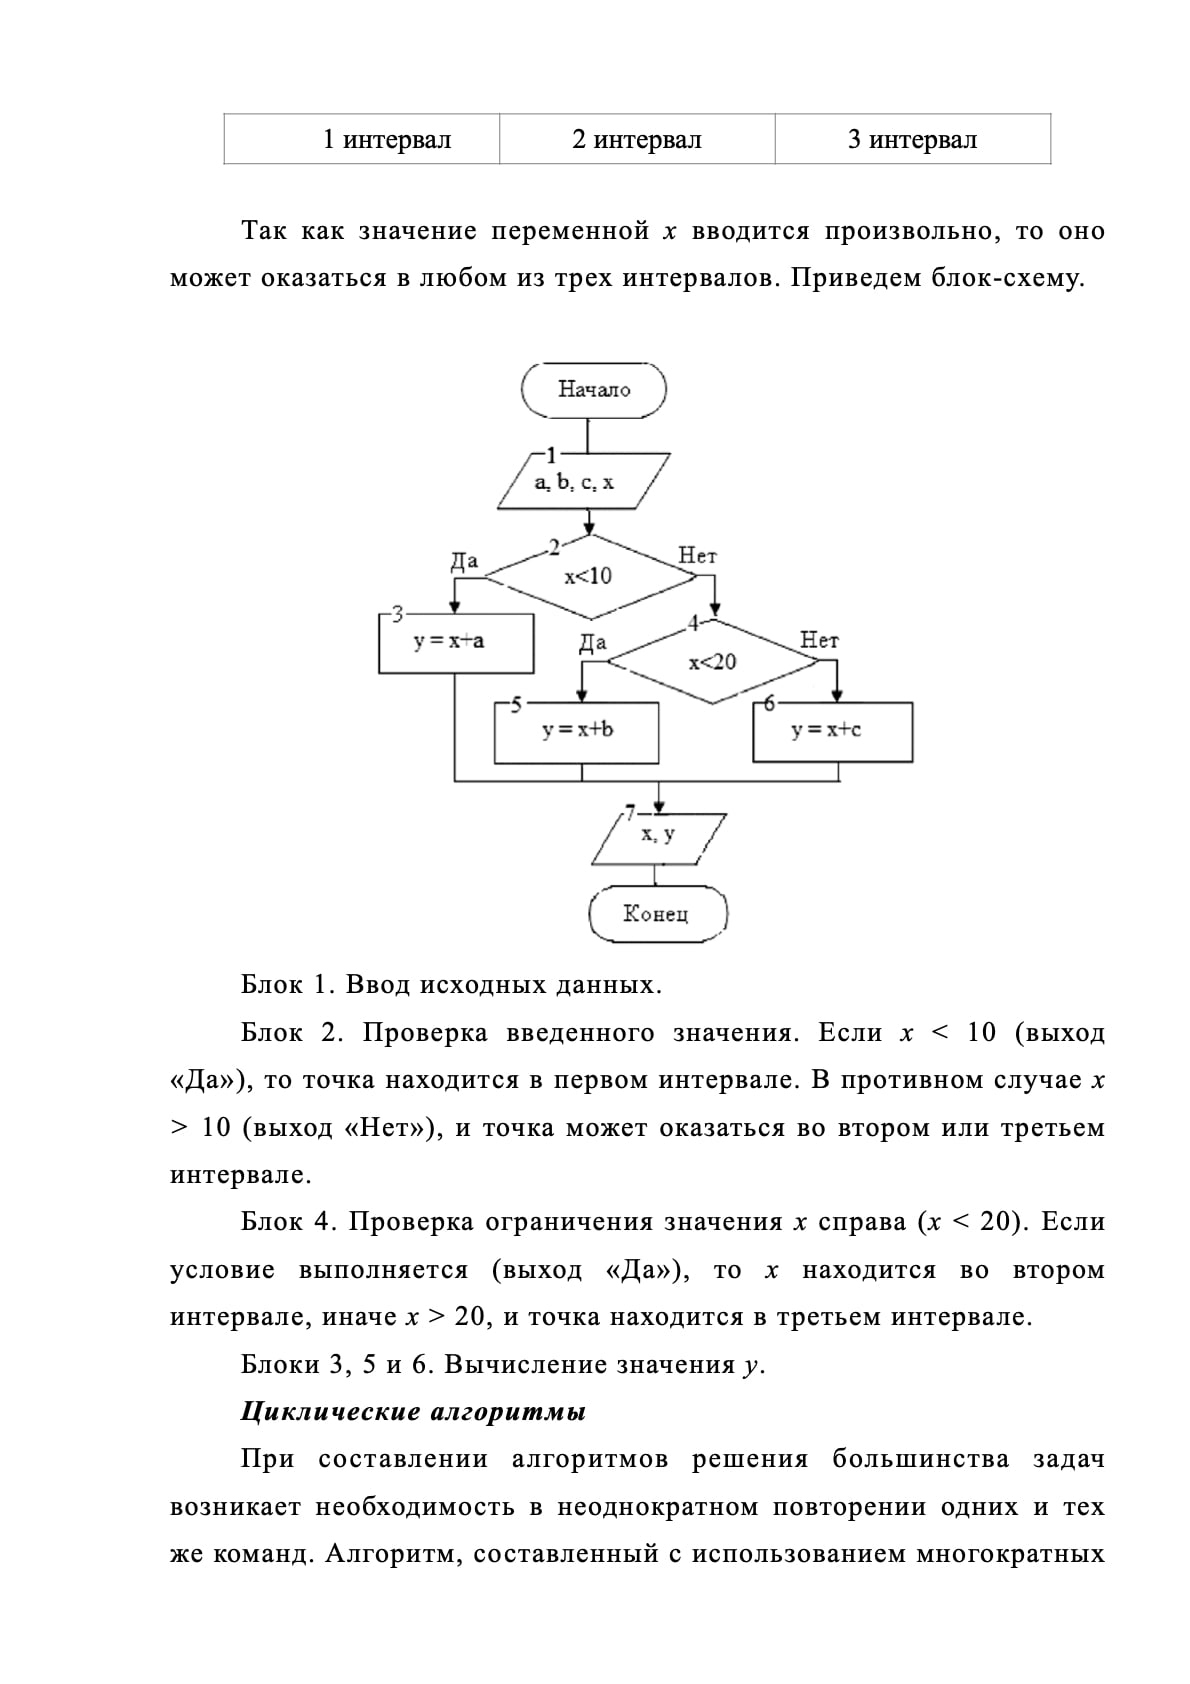 1 интервал 2 интервал 3 интервал
Так как значение переменной x вводится произвольно, то оно
может оказаться в любом из трех интервалов. Приведем блок-схему.
Начало
1
a, b, c, x
2
Да
Нет
x<10
3
y = x+a
4
Да
Нет
x<20
5
y = x+b
6
y = x+c
7
x, y
Конец
Блок 1. Ввод исходных данных.
Блок 2. Проверка введенного значения. Если x < 10 (выход
«Да»), то точка находится в первом интервале. В противном случае x
> 10 (выход «Нет»), и точка может оказаться во втором или третьем
интервале.
Блок 4. Проверка ограничения значения x справа (x < 20). Если
условие выполняется (выход «Да»), то x находится во втором
интервале, иначе x > 20, и точка находится в третьем интервале.
Блоки 3, 5 и 6. Вычисление значения y.
Циклические алгоритмы
При составлении алгоритмов решения большинства задач
возникает необходимость в неоднократном повторении одних и тех
же команд. Алгоритм, составленный с использованием многократных